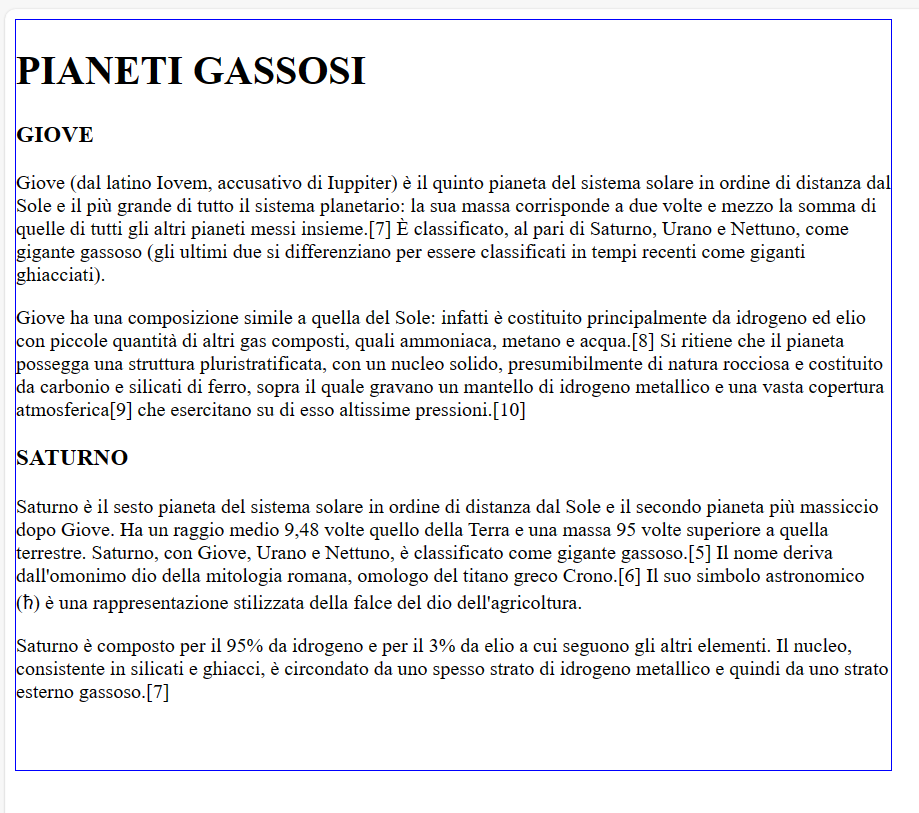 PIANETI GASSOSI
GIOVE
Giove (dal latino Iovem, accusativo di Iuppiter) è il quinto pianeta del sistema solare in ordine di distanza dal
Sole e il più grande di tutto il sistema planetario: la sua massa corrisponde a due volte e mezzo la somma di
quelle di tutti gli altri pianeti messi insieme.[7] È classificato, al pari di Saturno, Urano e Nettuno, come
gigante gassoso (gli ultimi due si differenziano per essere classificati in tempi recenti come giganti
ghiacciati).
Giove ha una composizione simile a quella del Sole: infatti è costituito principalmente da idrogeno ed elio
con piccole quantità di altri gas composti, quali ammoniaca, metano e acqua.[8] Si ritiene che il pianeta
possegga una struttura pluristratificata, con un nucleo solido, presumibilmente di natura rocciosa e costituito
da carbonio e silicati di ferro, sopra il quale gravano un mantello di idrogeno metallico e una vasta copertura
atmosferica[9] che esercitano su di esso altissime pressioni.[10]
SATURNO
Saturno è il sesto pianeta del sistema solare in ordine di distanza dal Sole e il secondo pianeta più massiccio
dopo Giove. Ha un raggio medio 9,48 volte quello della Terra e una massa 95 volte superiore a quella
terrestre. Saturno, con Giove, Urano e Nettuno, è classificato come gigante gassoso.[5] Il nome deriva
dall'omonimo dio della mitologia romana, omologo del titano greco Crono.[6] Il suo simbolo astronomico
(ħ) è una rappresentazione stilizzata della falce del dio dell'agricoltura.
Saturno è composto per il 95% da idrogeno e per il 3% da elio a cui seguono gli altri elementi. Il nucleo,
consistente in silicati e ghiacci, è circondato da uno spesso strato di idrogeno metallico e quindi da uno strato
esterno gassoso.[7]